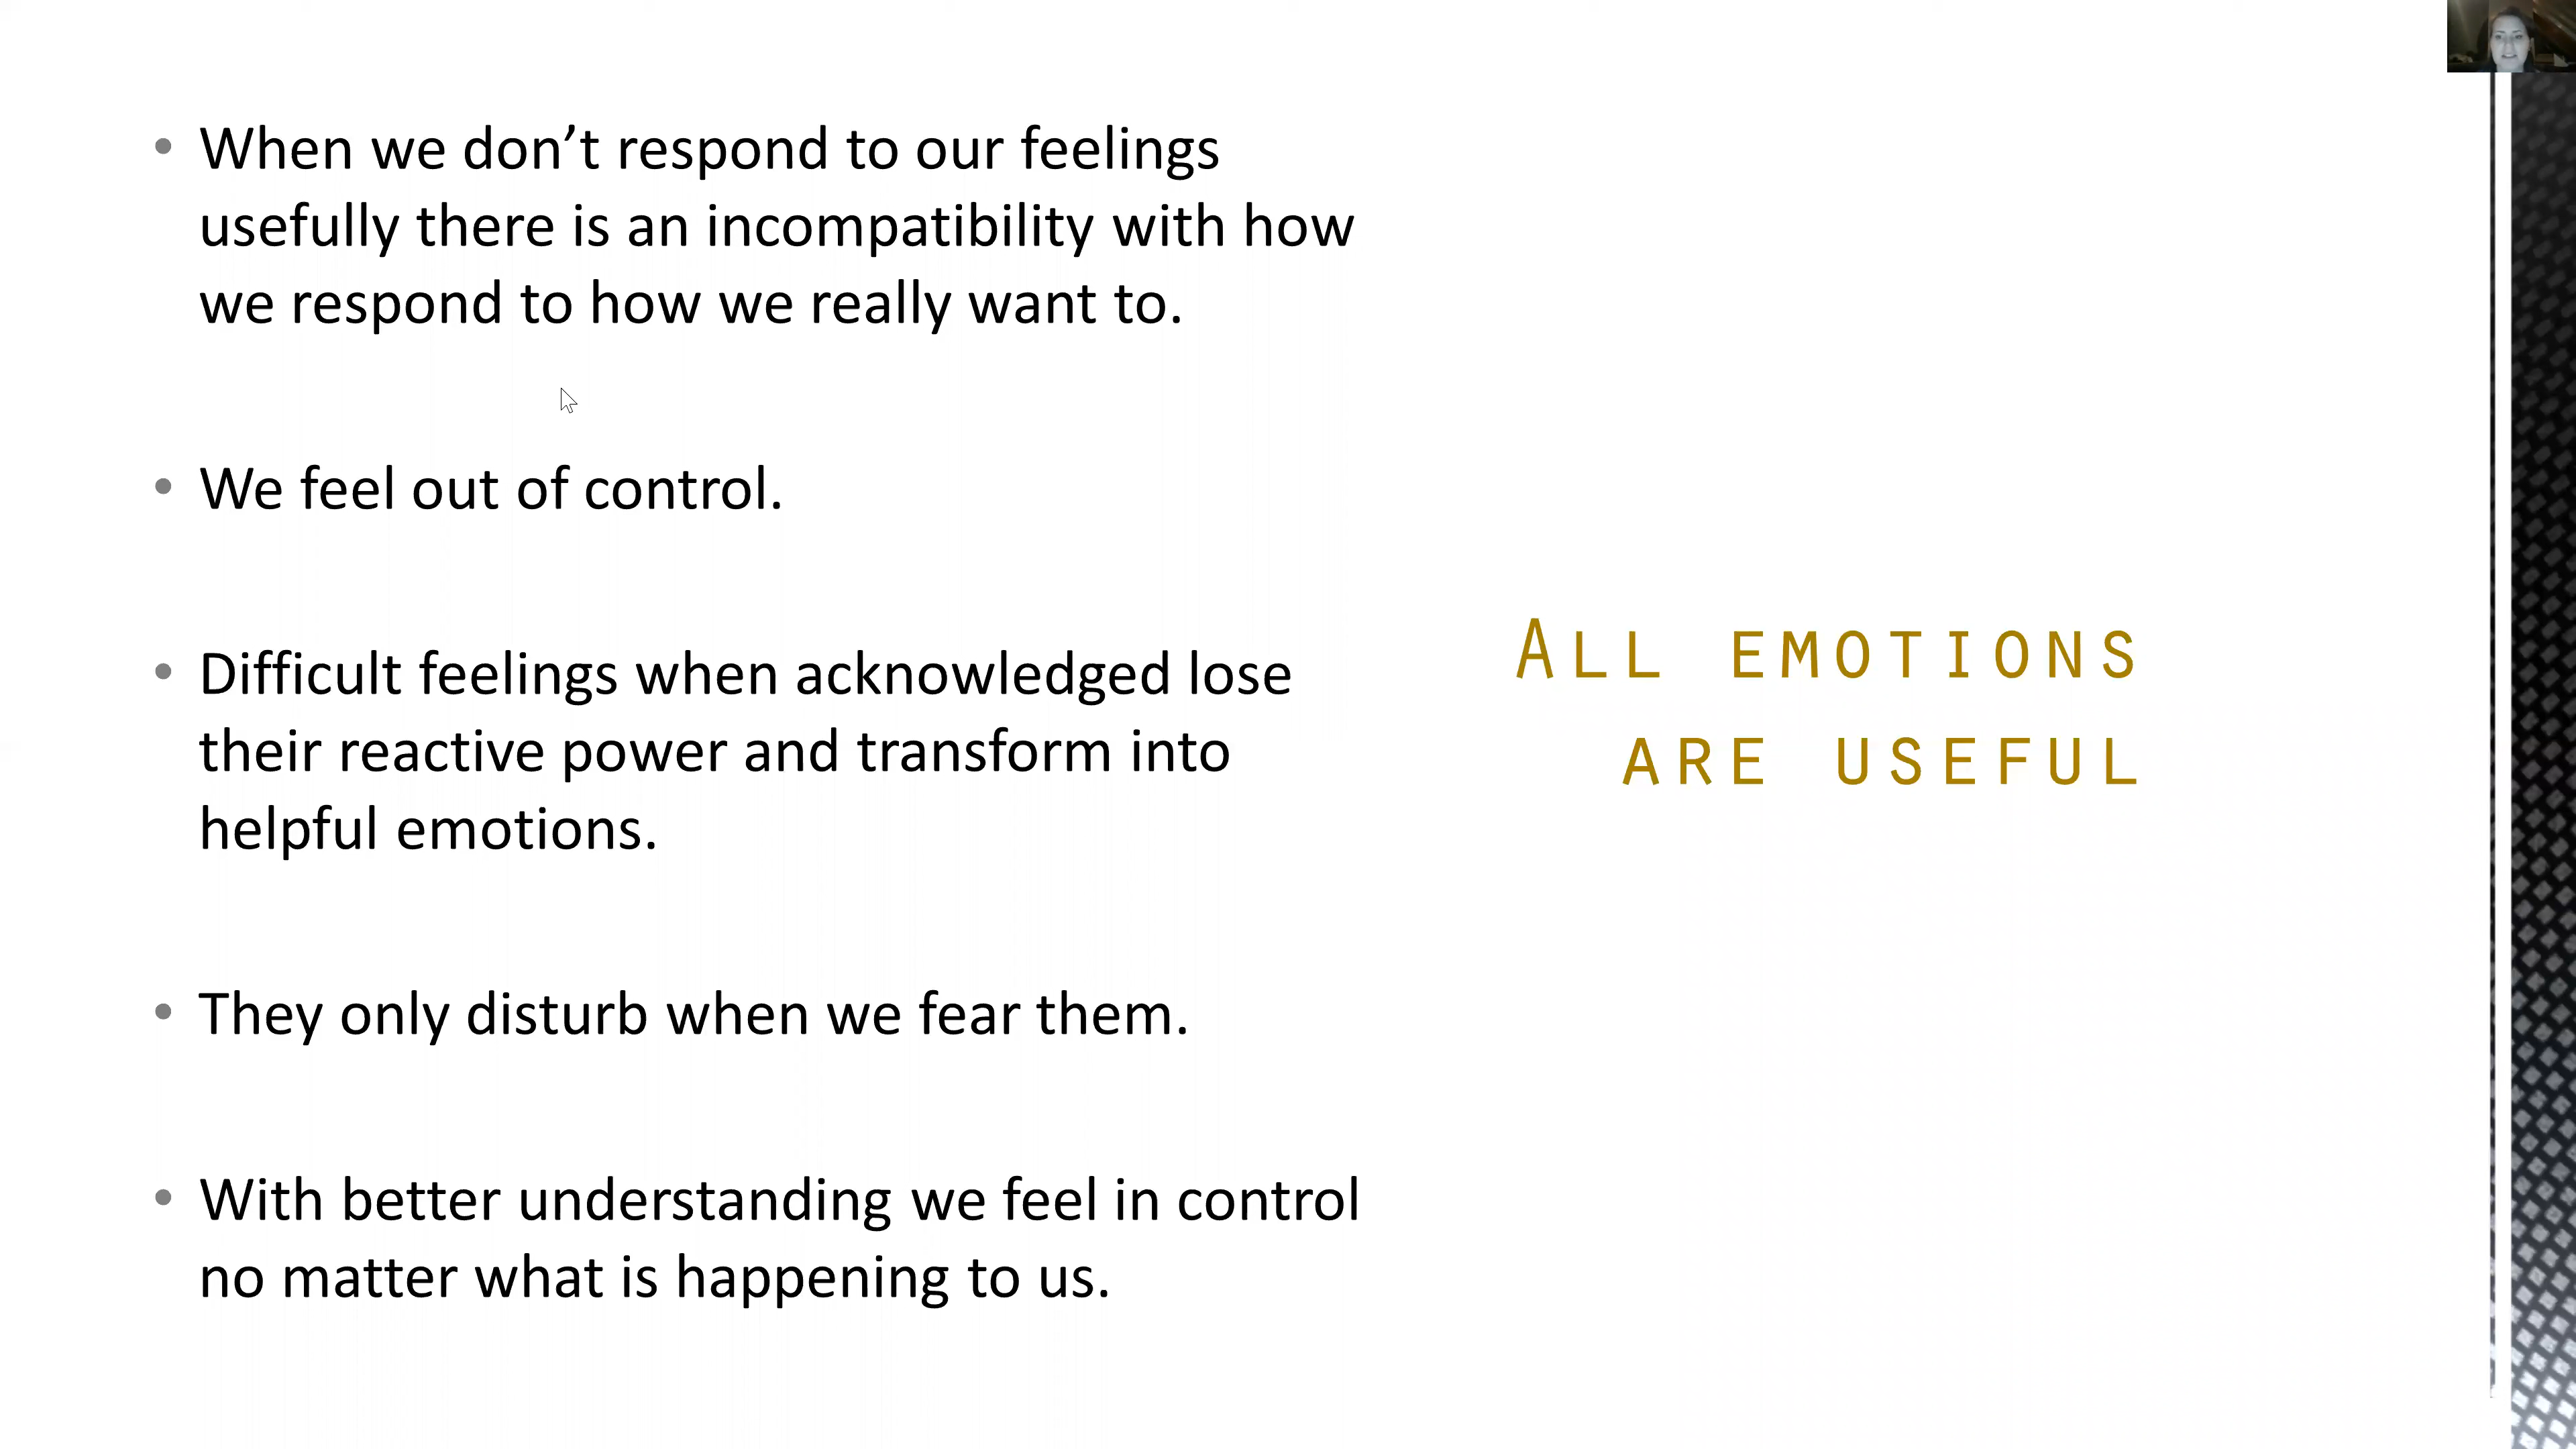 • When we don’t respond to our feelings
usefully there is an incompatibility with how
we respond to how we really want to.
• We feel out of control.
• Difficult feelings when acknowledged lose
their reactive power and transform into
helpful emotions.
• They only disturb when we fear them.
• With better understanding we feel in control
no matter what is happening to us.
ALL EMOTIONS
ARE USEFUL